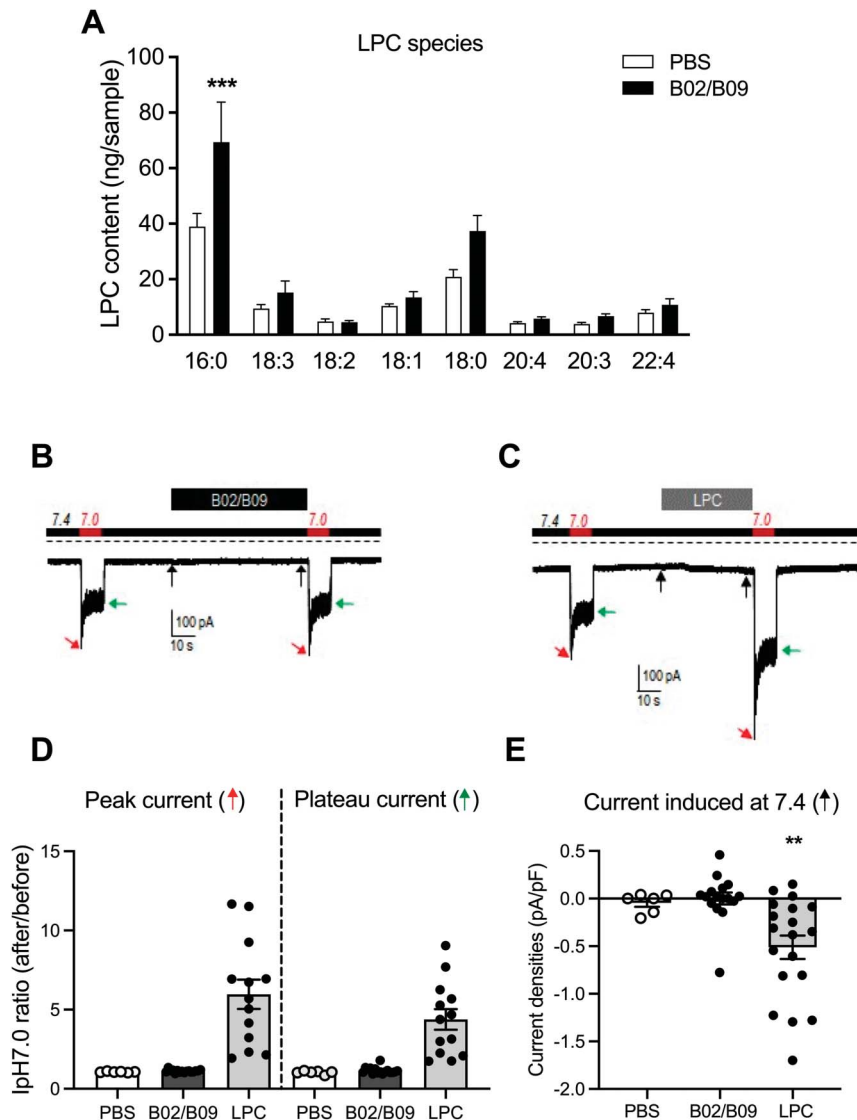 A
LPC species
PBS
B02/B09
LPC content (ng/sample)
100
80
60
40
20
0
***
16:0 18:3 18:2 18:1 18:0 20:4 20:3 22:4
B
B02/B09
7.4 7.0 7.0
100 pA
10 s
C
LPC
7.4 7.0 7.0
100 pA
10 s
D
Peak current (↑) Plateau current (↑)
IpH7.0 ratio (after/before)
15
10
5
0
PBS B02/B09 LPC PBS B02/B09 LPC
E
Current induced at 7.4 (↑)
**
Current densities (pA/pF)
0.5
0.0
-0.5
-1.0
-1.5
-2.0
PBS B02/B09 LPC